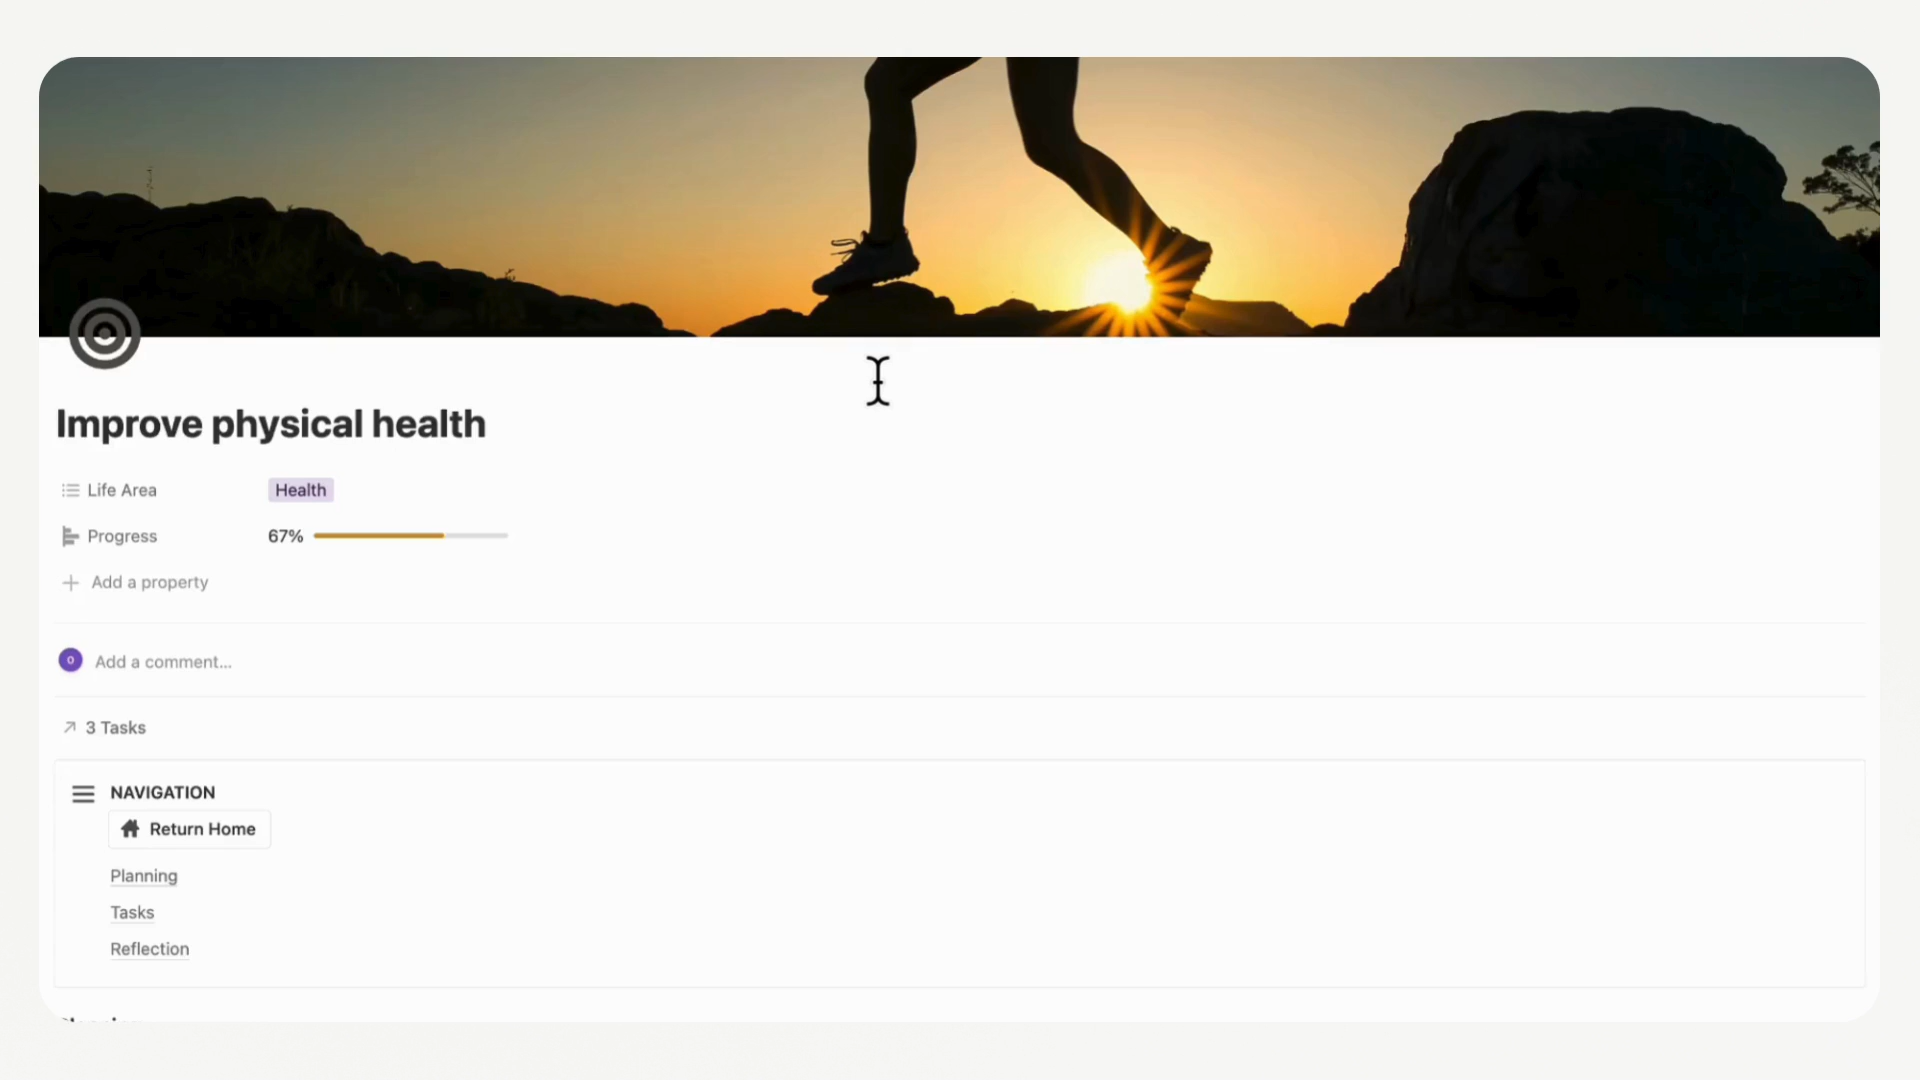 Improve physical health
Life Area Health
Progress 67%
Add a property
O Add a comment...
3 Tasks
NAVIGATION
Return Home
Planning
Tasks
Reflection